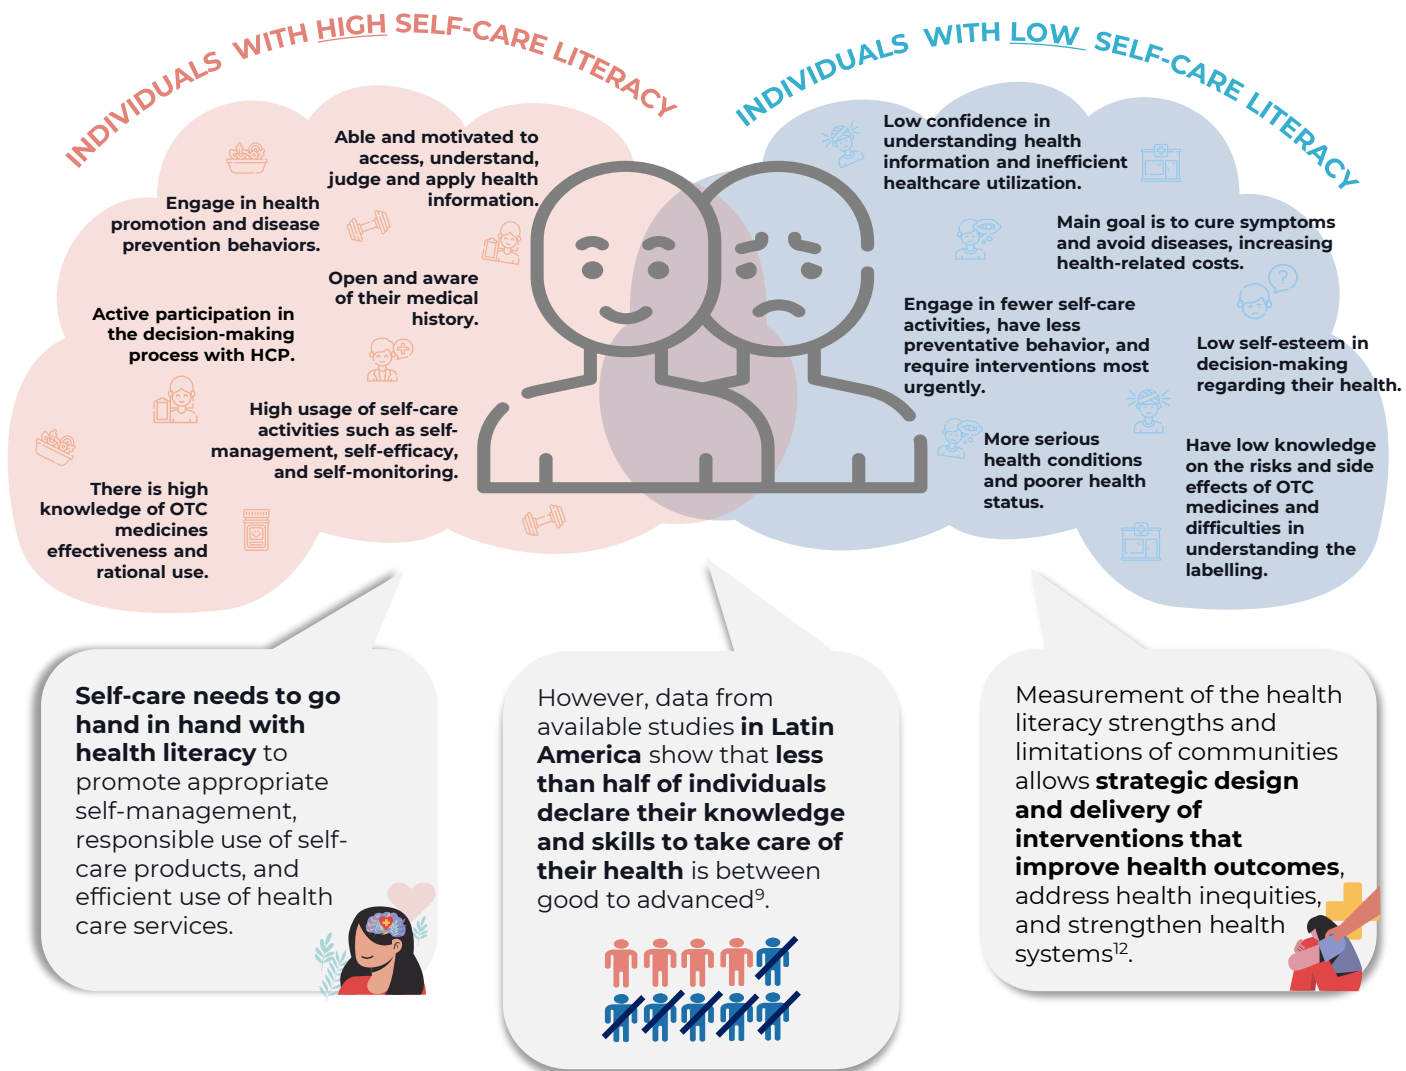 INDIVIDUALS WITH HIGH SELF-CARE LITERACY
Able and motivated to
access, understand,
judge and apply health
information.
Engage in health
promotion and disease
prevention behaviors.
Open and aware
of their medical
history.
Active participation in
the decision-making
process with HCP.
High usage of self-care
activities such as self-
management, self-efficacy,
and self-monitoring.
There is high
knowledge of OTC
medicines
effectiveness and
rational use.
INDIVIDUALS WITH LOW SELF-CARE LITERACY
Low confidence in
understanding health
information and inefficient
healthcare utilization.
Main goal is to cure symptoms
and avoid diseases, increasing
health-related costs.
?
Engage in fewer self-care
activities, have less
preventative behavior, and
require interventions most
urgently.
Low self-esteem in
decision-making
regarding their health.
More serious
health conditions
and poorer health
status.
Have low knowledge
on the risks and side
effects of OTC
medicines and
difficulties in
understanding the
labelling.
Self-care needs to go
hand in hand with
health literacy to
promote appropriate
self-management,
responsible use of self-
care products, and
efficient use of health
care services.
However, data from
available studies in Latin
America show that less
than half of individuals
declare their knowledge
and skills to take care of
their health is between
good to advanced⁹.
Measurement of the health
literacy strengths and
limitations of communities
allows strategic design
and delivery of
interventions that
improve health outcomes,
address health inequities,
and strengthen health
systems¹².